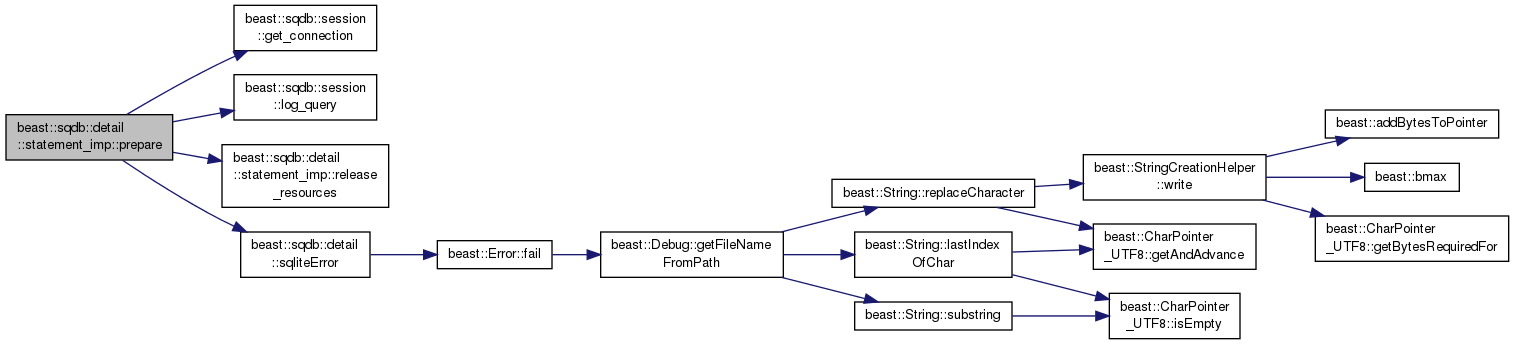 beast::sqdb::detail
::statement_imp::prepare
beast::sqdb::session
::get_connection
beast::sqdb::session
::log_query
beast::sqdb::detail
::statement_imp::release
_resources
beast::sqdb::detail
::sqliteError
beast::Error::fail
beast::Debug::getFileName
FromPath
beast::String::replaceCharacter
beast::String::lastIndex
OfChar
beast::String::substring
beast::StringCreationHelper
::write
beast::CharPointer
_UTF8::getAndAdvance
beast::CharPointer
_UTF8::isEmpty
beast::addBytesToPointer
beast::bmax
beast::CharPointer
_UTF8::getBytesRequiredFor